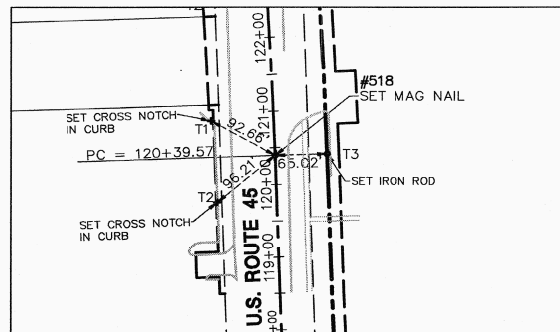 122+00
#518
SET MAG NAIL
SET CROSS NOTCH
IN CURB
T1
92.66'
121+00
PC = 120+39.57
65.02'
T3
SET IRON ROD
96.21'
T2
120+00
SET CROSS NOTCH
IN CURB
U.S. ROUTE 45
119+00
+00